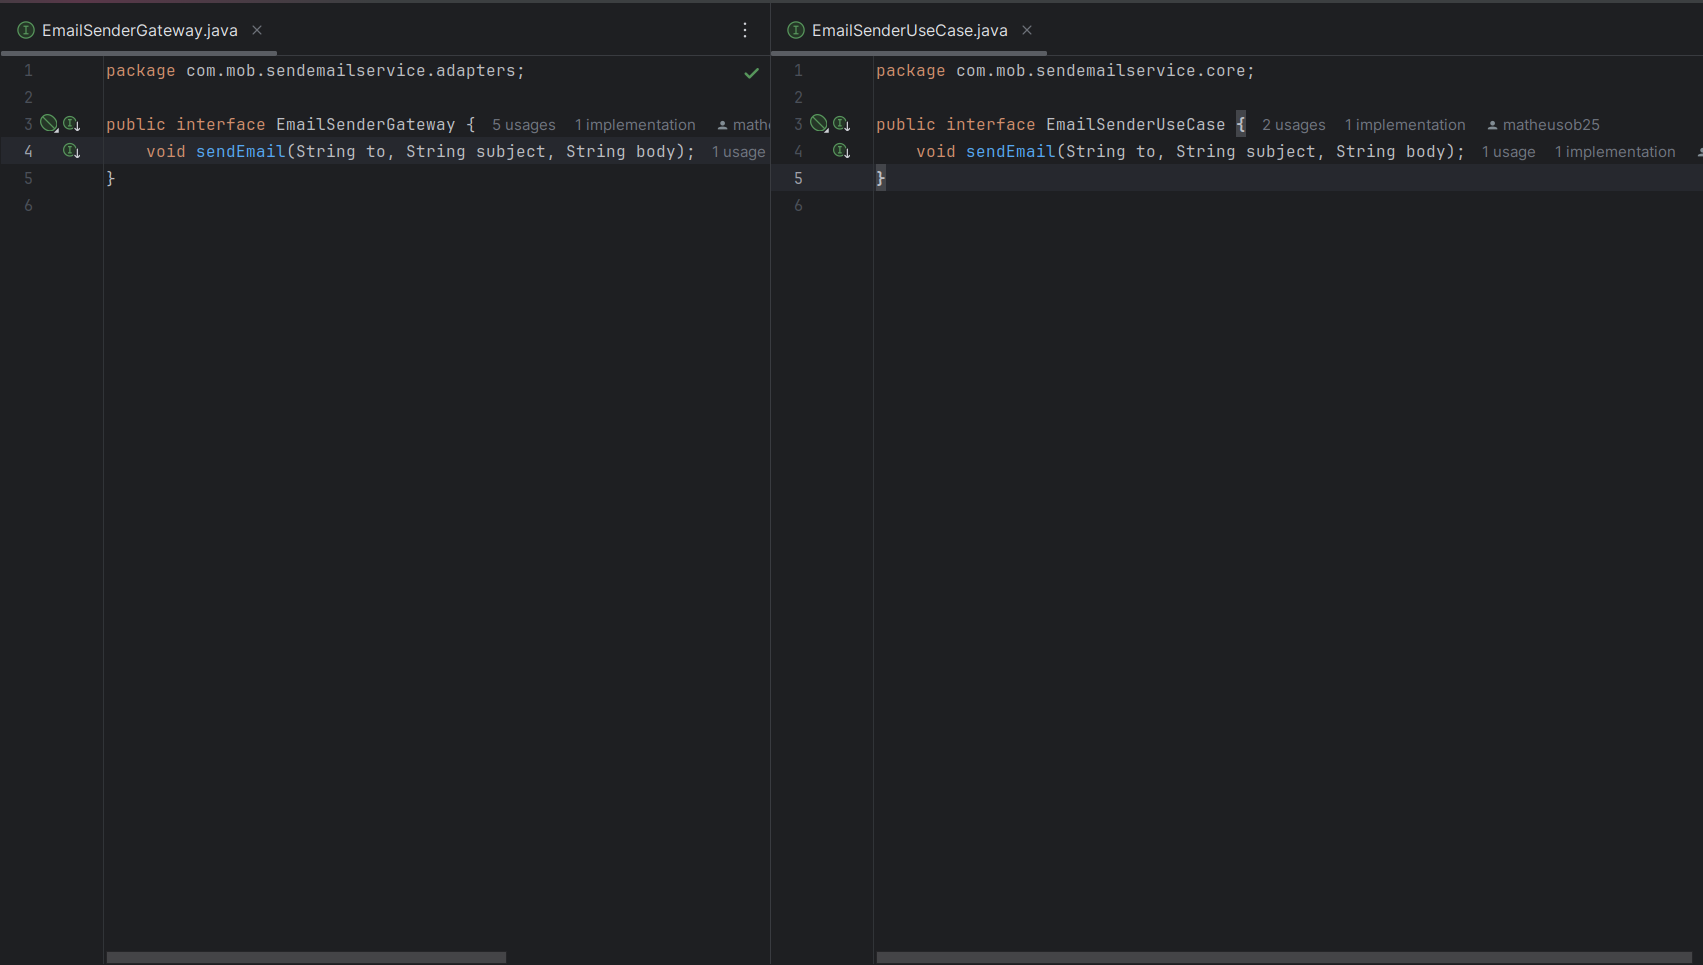 EmailSenderGateway.java
1 package com.mob.sendemailservice.adapters;
2
3 public interface EmailSenderGateway { 5 usages 1 implementation
4 void sendEmail(String to, String subject, String body); 1 usage
5 }
6
EmailSenderUseCase.java
1 package com.mob.sendemailservice.core;
2
3 public interface EmailSenderUseCase { 2 usages 1 implementation matheusob25
4 void sendEmail(String to, String subject, String body); 1 usage 1 implementation
5 }
6